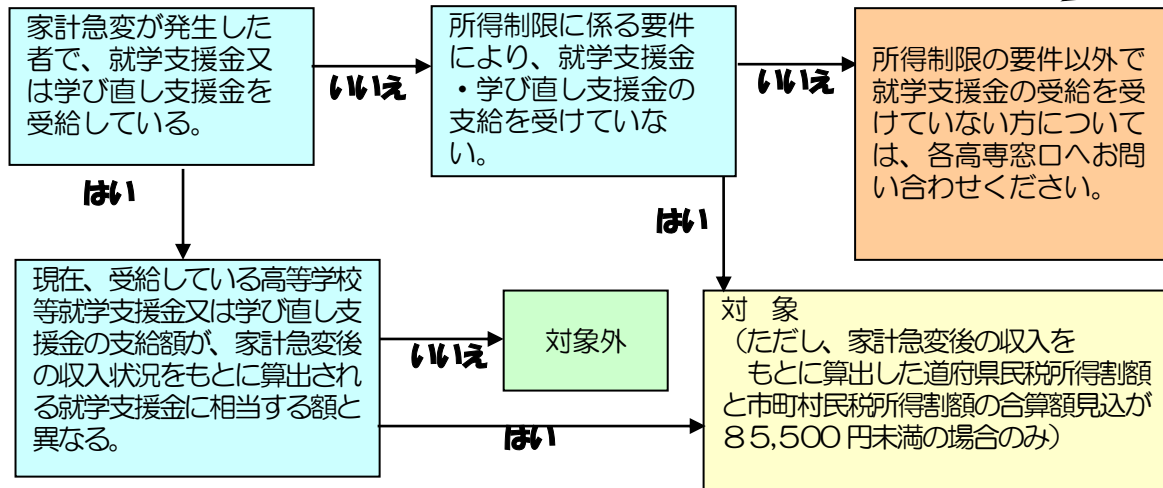 家計急変が発生した
者で、就学支援金又
は学び直し支援金を
受給している。
いいえ
所得制限に係る要件
により、就学支援金
・学び直し支援金の
支給を受けていな
い。
いいえ
所得制限の要件以外で
就学支援金の受給を受
けていない方について
は、各高専窓口へお問
い合わせください。
はい
はい
現在、受給している高等学校
等就学支援金又は学び直し支
援金の支給額が、家計急変後
の収入状況をもとに算出され
る就学支援金に相当する額と
異なる。
いいえ
対象外
はい
対　象
（ただし、家計急変後の収入を
もとに算出した道府県民税所得割額
と市町村民税所得割額の合算額見込が
８５,５００円未満の場合のみ）